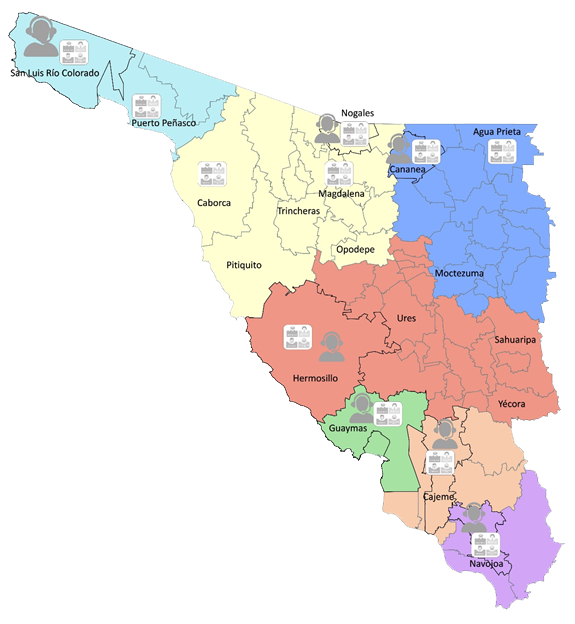 San Luis Río Colorado
Puerto Peñasco
Nogales
Agua Prieta
Cananea
Caborca
Magdalena
Trincheras
Opodepe
Pitiquito
Moctezuma
Ures
Sahuaripa
Hermosillo
Yécora
Guaymas
Cajeme
Navojoa